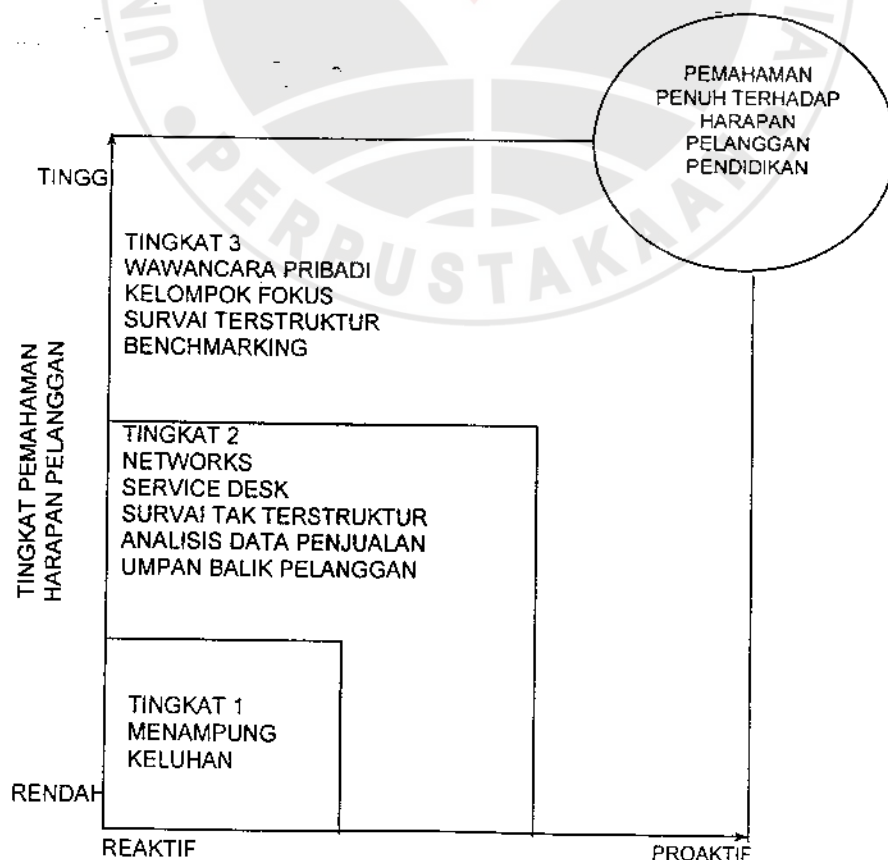 PEMAHAMAN
PENUH TERHADAP
HARAPAN
PELANGGAN
PENDIDIKAN
TINGG
TINGKAT 3
WAWANCARA PRIBADI
KELOMPOK FOKUS
SURVAI TERSTRUKTUR
BENCHMARKING
TINGKAT PEMAHAMAN
HARAPAN PELANGGAN
TINGKAT 2
NETWORKS
SERVICE DESK
SURVAI TAK TERSTRUKTUR
ANALISIS DATA PENJUALAN
UMPAN BALIK PELANGGAN
TINGKAT 1
MENAMPUNG
KELUHAN
RENDAH
REAKTIF
PROAKTIF
PERPUSTAKAAN